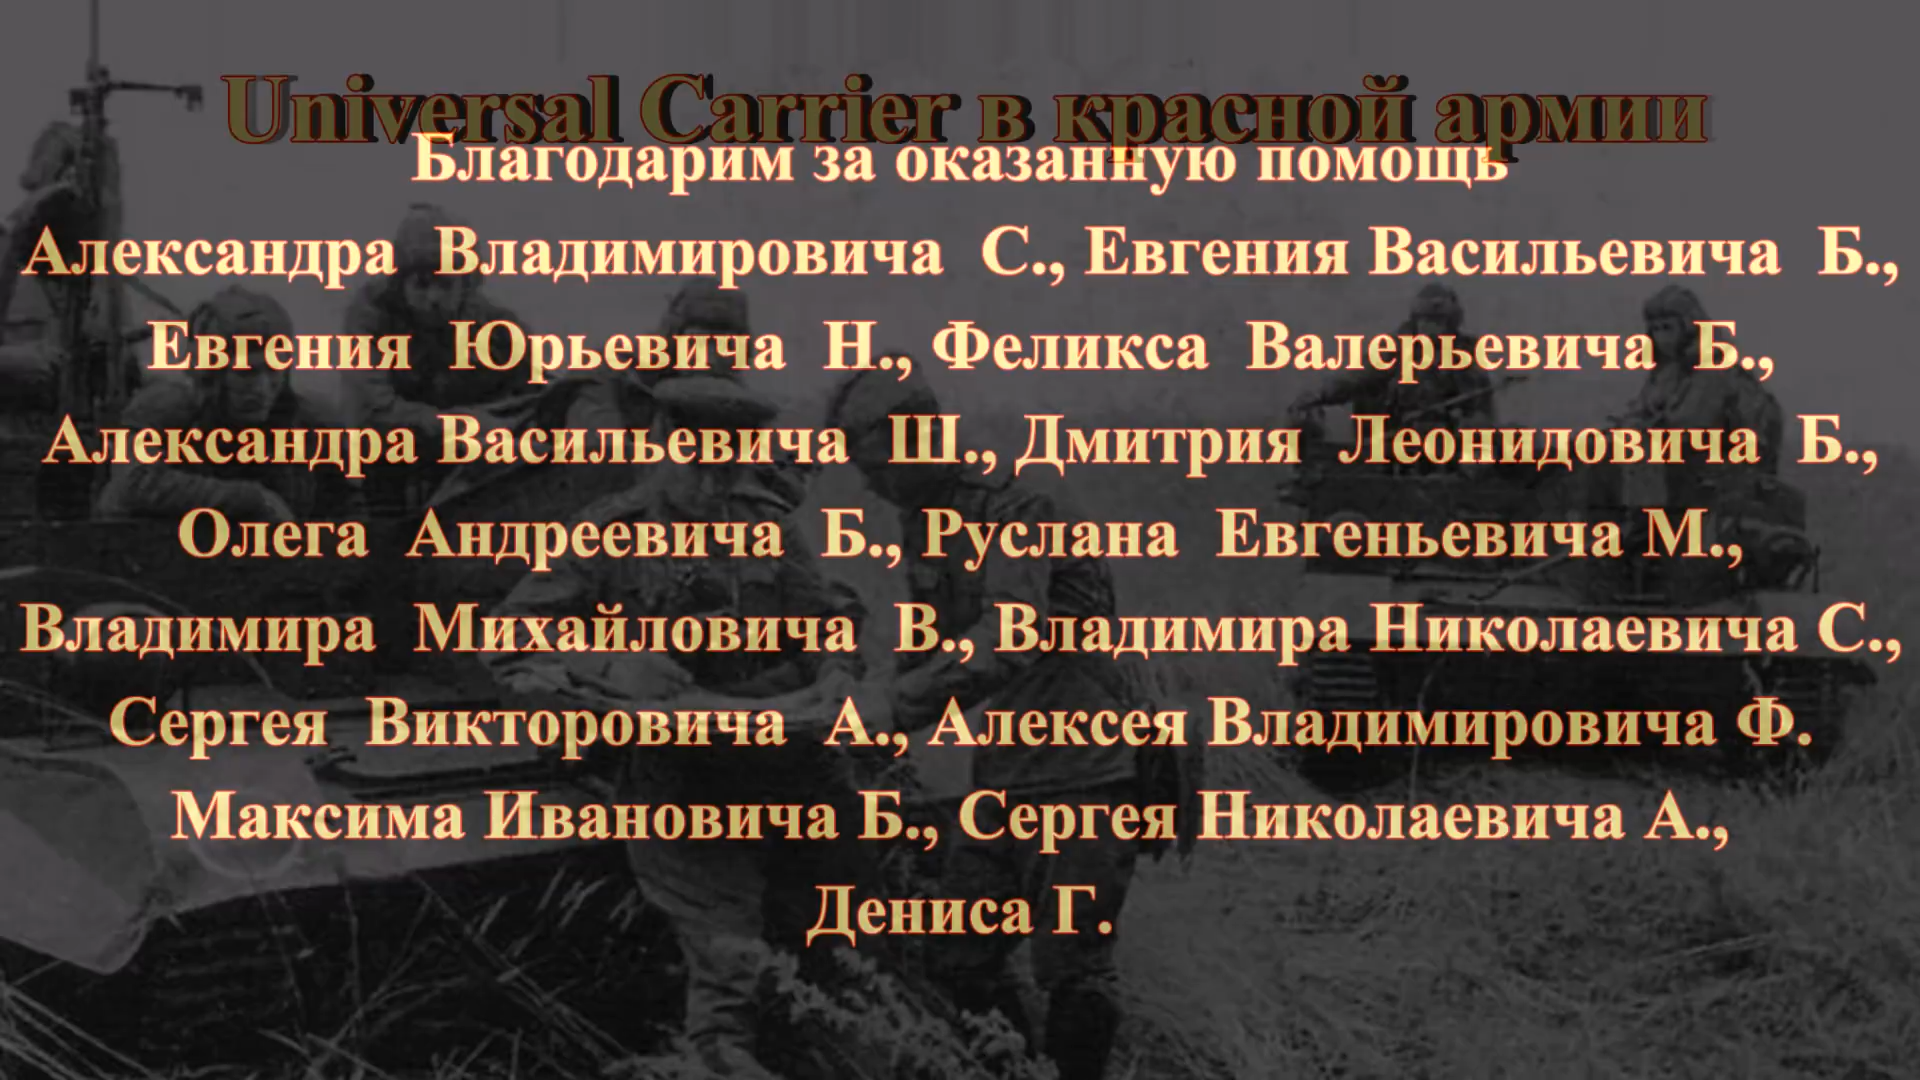 Universal Carrier в красной армии
Благодарим за оказанную помощь
Александра Владимировича С., Евгения Васильевича Б.,
Евгения Юрьевича Н., Феликса Валерьевича Б.,
Александра Васильевича Ш., Дмитрия Леонидовича Б.,
Олега Андреевича Б., Руслана Евгеньевича М.,
Владимира Михайловича В., Владимира Николаевича С.,
Сергея Викторовича А., Алексея Владимировича Ф.
Максима Ивановича Б., Сергея Николаевича А.,
Дениса Г.